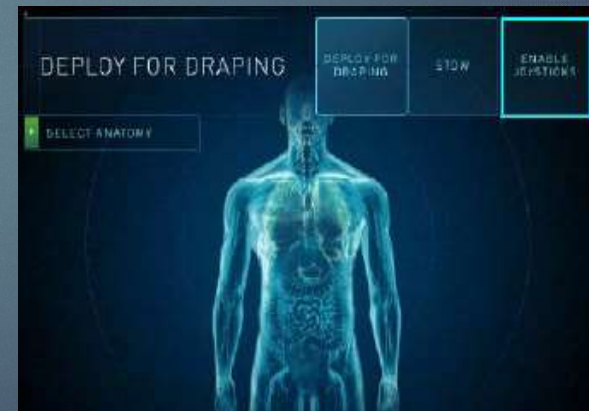 DEPLOY FOR DRAPING
DEPLOY FOR
DRAPING
STOW
ENABLE
JOYSTICKS
SELECT ANATOMY